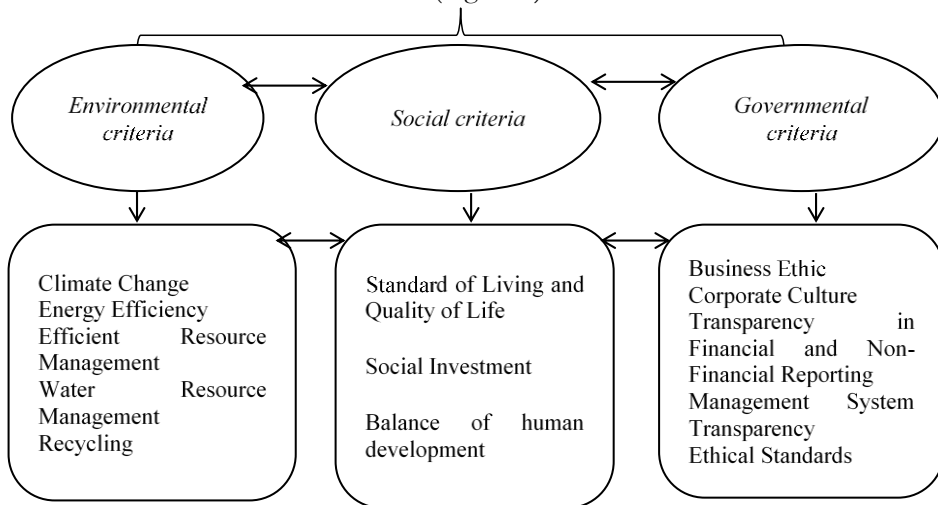 Environmental
criteria
Social criteria
Governmental
criteria
Climate Change
Energy Efficiency
Efficient Resource
Management
Water Resource
Management
Recycling
Standard of Living and
Quality of Life
Social Investment
Balance of human
development
Business Ethic
Corporate Culture
Transparency in
Financial and Non-
Financial Reporting
Management System
Transparency
Ethical Standards